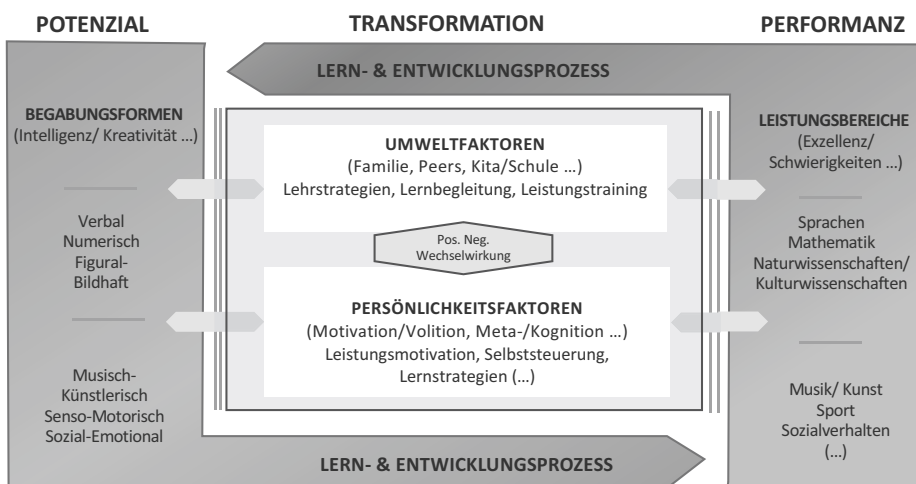 POTENZIAL
TRANSFORMATION
PERFORMANZ
LERN- & ENTWICKLUNGSPROZESS
BEGABUNGSFORMEN
(Intelligenz/ Kreativität ...)
Verbal
Numerisch
Figural-
Bildhaft
Musisch-
Künstlerisch
Senso-Motorisch
Sozial-Emotional
UMWELTFAKTOREN
(Familie, Peers, Kita/Schule ...)
Lehrstrategien, Lernbegleitung, Leistungstraining
Pos. Neg.
Wechselwirkung
PERSÖNLICHKEITSFAKTOREN
(Motivation/Volition, Meta-/Kognition ...)
Leistungsmotivation, Selbststeuerung,
Lernstrategien (...)
LEISTUNGSBEREICHE
(Exzellenz/
Schwierigkeiten ...)
Sprachen
Mathematik
Naturwissenschaften/
Kulturwissenschaften
Musik/ Kunst
Sport
Sozialverhalten
(...)
LERN- & ENTWICKLUNGSPROZESS